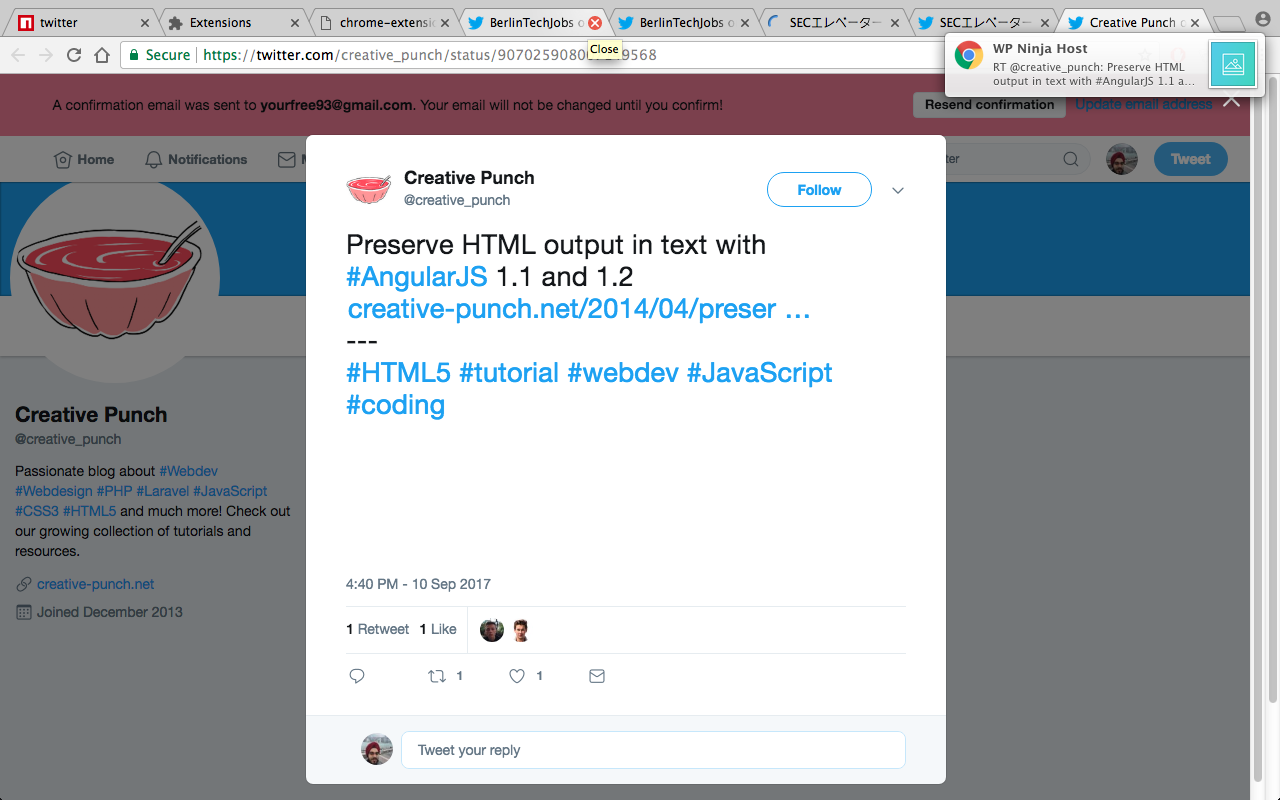 twitter
Extensions
chrome-extensi
BerlinTechJobs o
BerlinTechJobs o
SECエレベーター
SECエレベーター
Creative Punch o
Secure
https://twitter.com/creative_punch/status/
9568
Close
WP Ninja Host
RT @creative_punch: Preserve HTML
output in text with #AngularJS 1.1 a...
A confirmation email was sent to yourfree93@gmail.com. Your email will not be changed until you confirm!
Resend confirmation
Update email address
Home
Notifications
Tweet
Creative Punch
@creative_punch
Follow
Preserve HTML output in text with
#AngularJS 1.1 and 1.2
creative-punch.net/2014/04/preser …
---
#HTML5 #tutorial #webdev #JavaScript
#coding
4:40 PM - 10 Sep 2017
1 Retweet 1 Like
1
1
Tweet your reply
Creative Punch
@creative_punch
Passionate blog about #Webdev
#Webdesign #PHP #Laravel #JavaScript
#CSS3 #HTML5 and much more! Check out
our growing collection of tutorials and
resources.
creative-punch.net
Joined December 2013